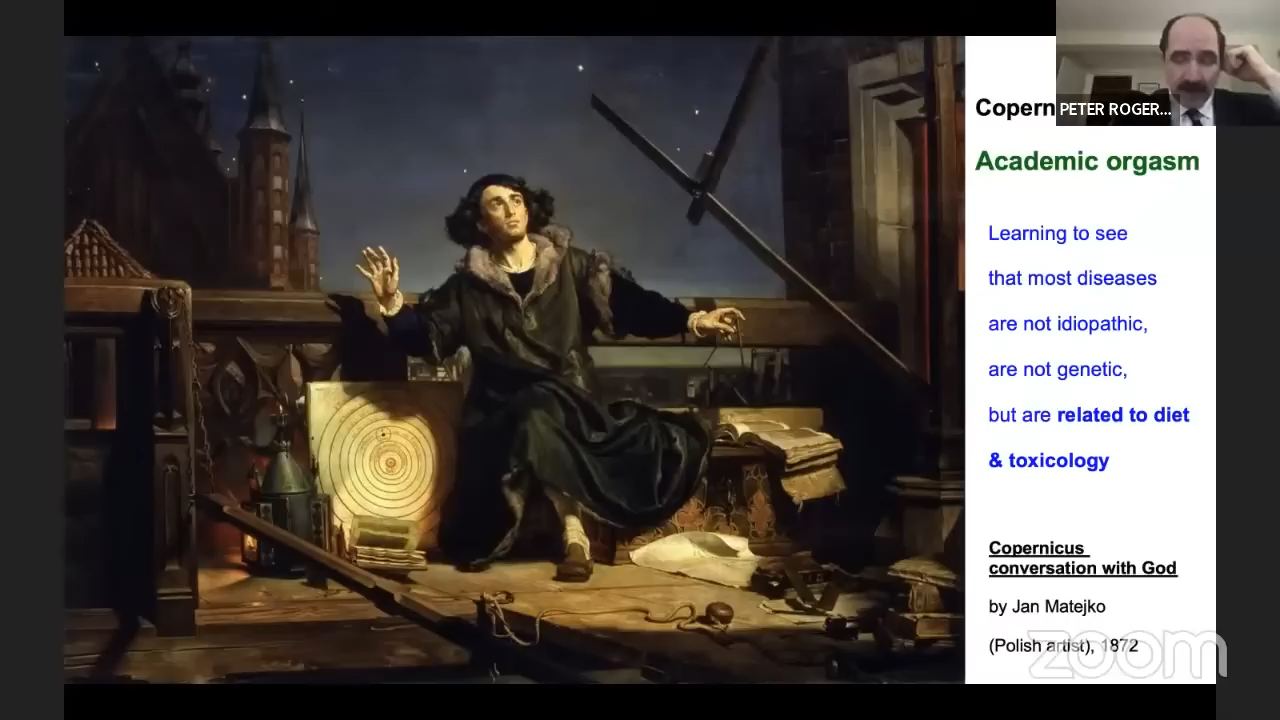 Copern
PETER ROGER...
Academic orgasm
Learning to see
that most diseases
are not idiopathic,
are not genetic,
but are related to diet
& toxicology
Copernicus
conversation with God
by Jan Matejko
(Polish artist), 1872
zoom